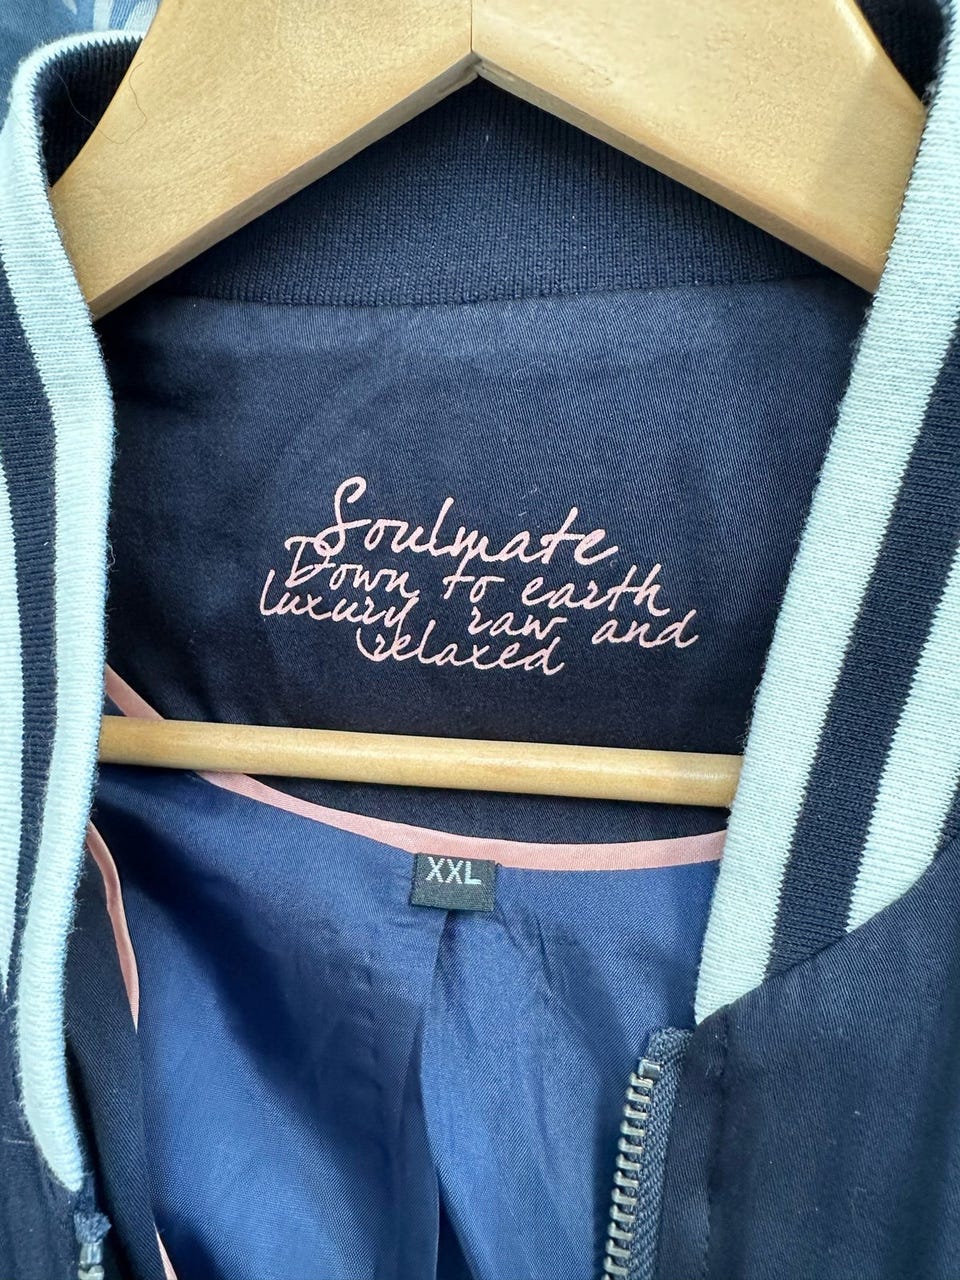 Soulmate
Down to earth
luxury raw and
relaxed
XXL